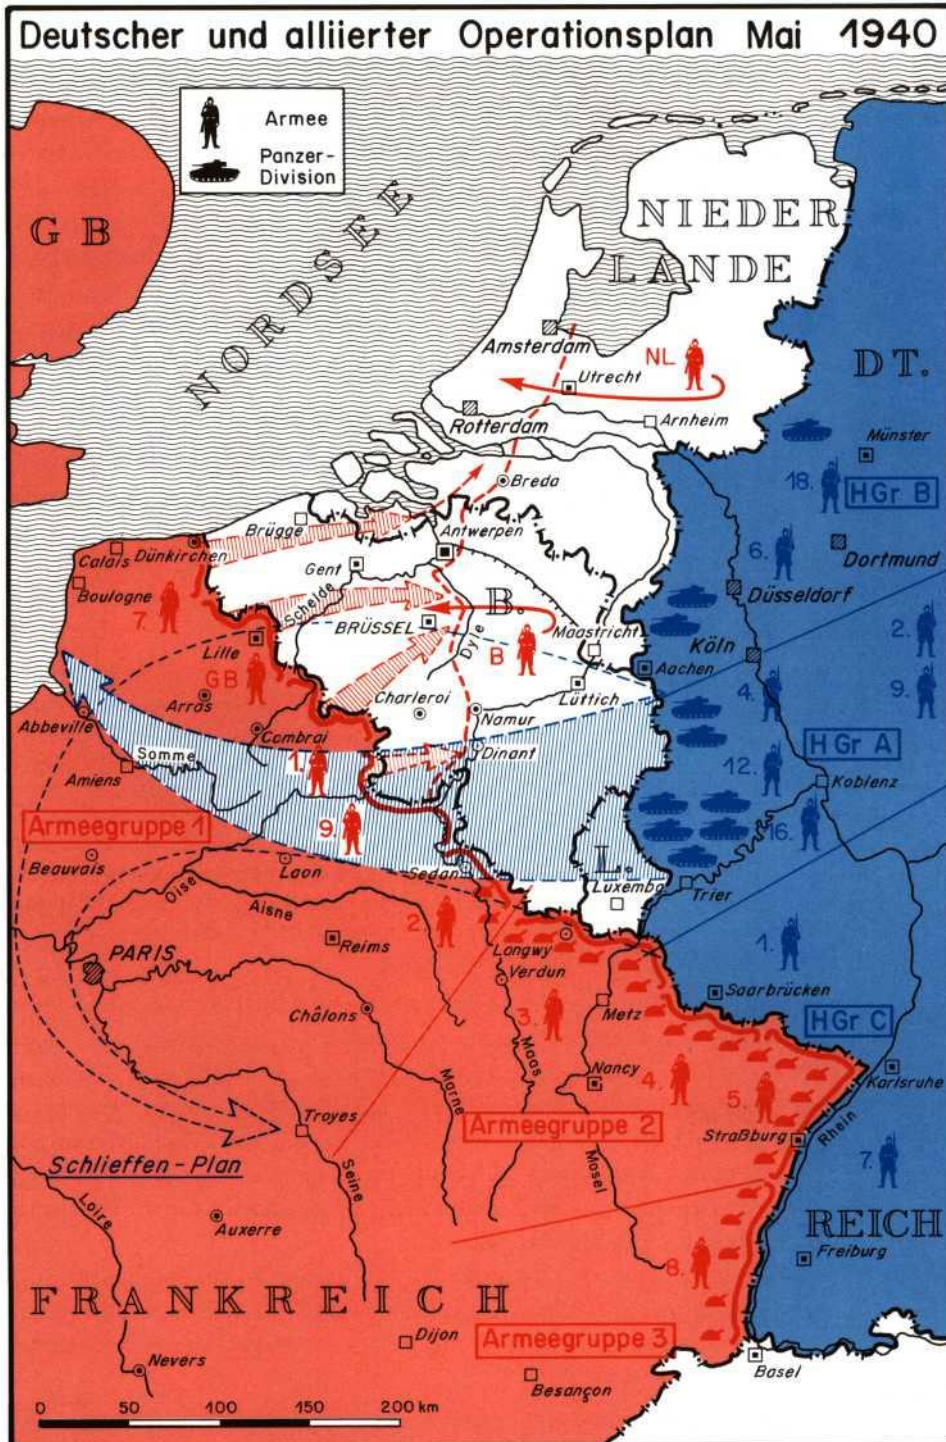 Deutscher und alliierter Operationsplan Mai 1940
Armee
Panzer-
Division
GB
NORDSEE
NIEDER
LANDE
Amsterdam
NL
Utrecht
DT.
Rotterdam
Arnheim
Münster
18.
HGr B
Breda
Brügge
Antwerpen
Calais
Dünkirchen
6.
Dortmund
Gent
Boulogne
7.
Schelde
B.
Düsseldorf
BRÜSSEL
Dyle
Maastricht
2.
Lille
B
Köln
GB
Aachen
Arras
Charleroi
Lüttich
4.
9.
Abbeville
Namur
Cambrai
Somme
Dinant
HGr A
Amiens
1.
12.
Koblenz
Armeegruppe 1
9.
16.
Beauvais
Laon
Sedan
L.
Luxembg
Trier
Oise
Aisne
2.
Reims
Longwy
1.
PARIS
Verdun
Saarbrücken
Châlons
3.
Metz
HGr C
Maas
Nancy
4.
Karlsruhe
Marne
5.
Troyes
Armeegruppe 2
Straßburg
Rhein
Schlieffen-Plan
Seine
Mosel
7.
Loire
Auxerre
REICH
8.
Freiburg
FRANKREICH
Dijon
Armeegruppe 3
Nevers
Basel
Besançon
0 50 100 150 200 km